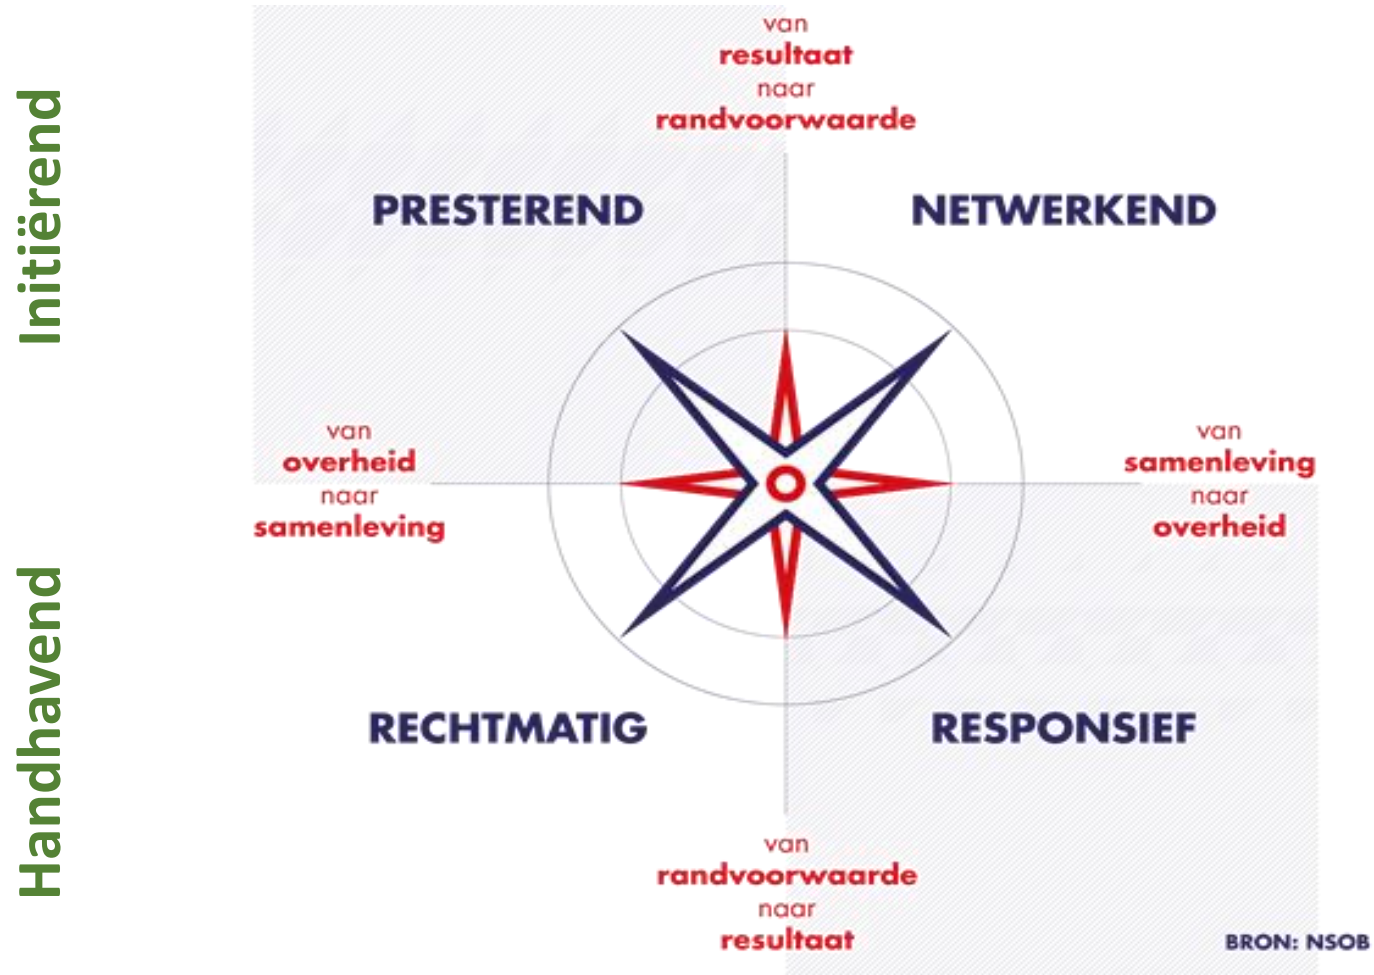 van
resultaat
naar
randvoorwaarde
Initiërend
PRESTEREND
NETWERKEND
van
overheid
naar
samenleving
van
samenleving
naar
overheid
Handhavend
RECHTMATIG
RESPONSIEF
van
randvoorwaarde
naar
resultaat
BRON: NSOB